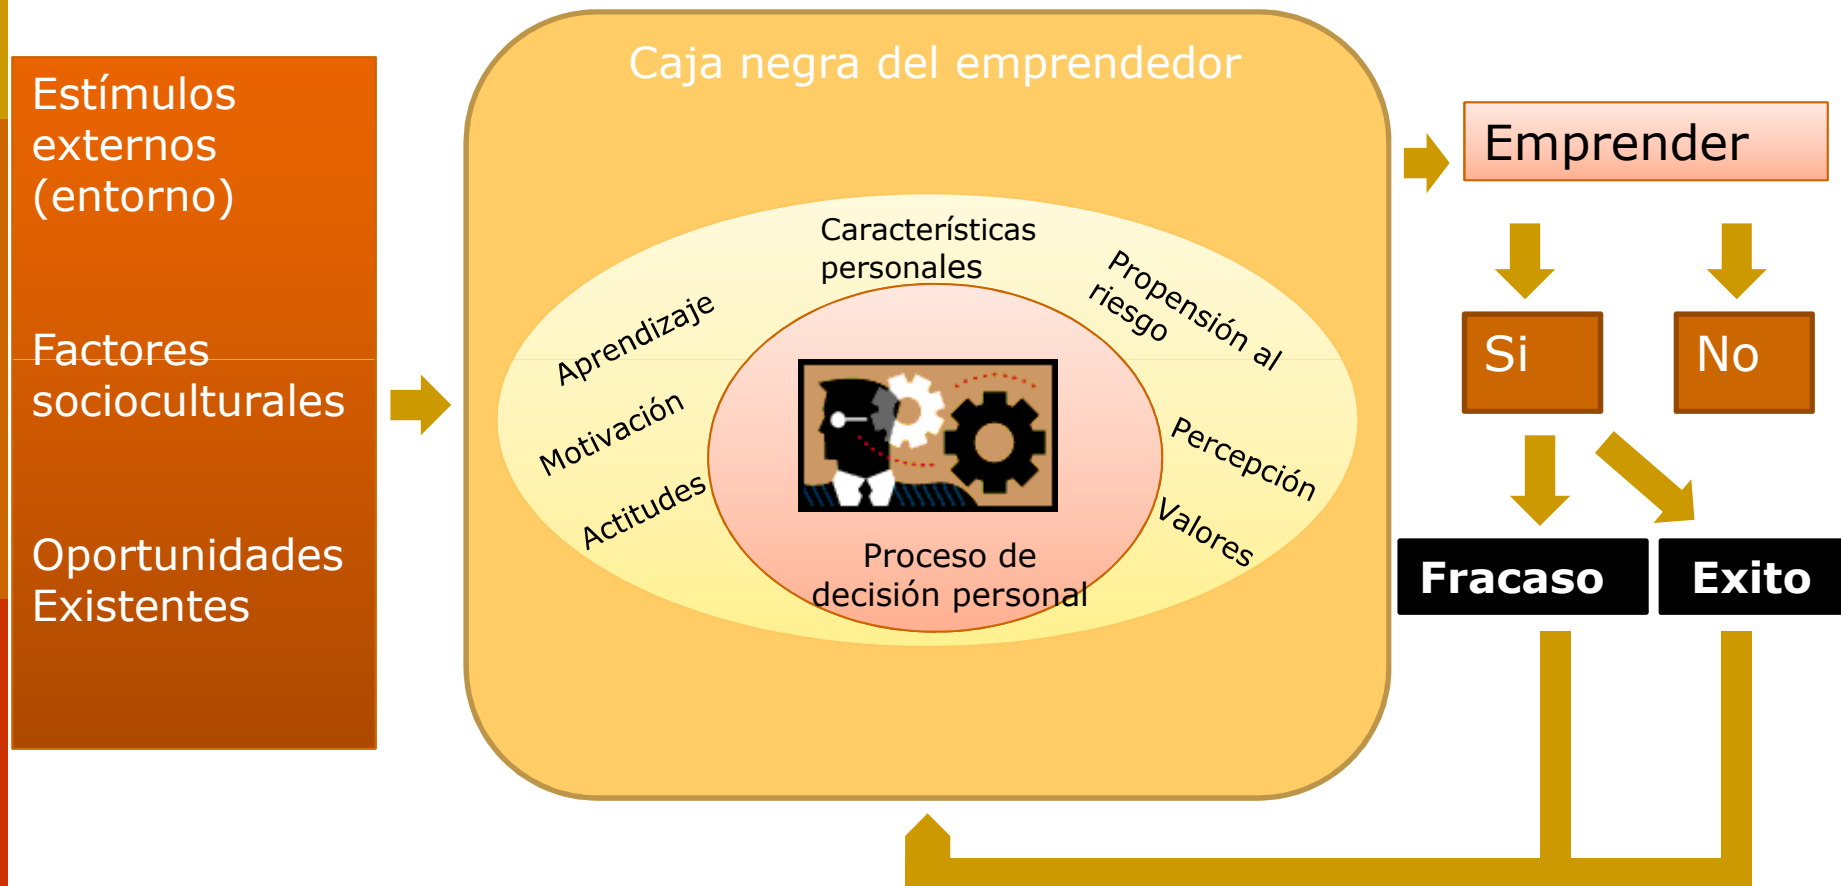 Estímulos
externos
(entorno)
Factores
socioculturales
Oportunidades
Existentes
Caja negra del emprendedor
Características
personales
Aprendizaje
Motivación
Actitudes
Propensión al
riesgo
Percepción
Valores
Proceso de
decisión personal
Emprender
Si
No
Fracaso
Exito